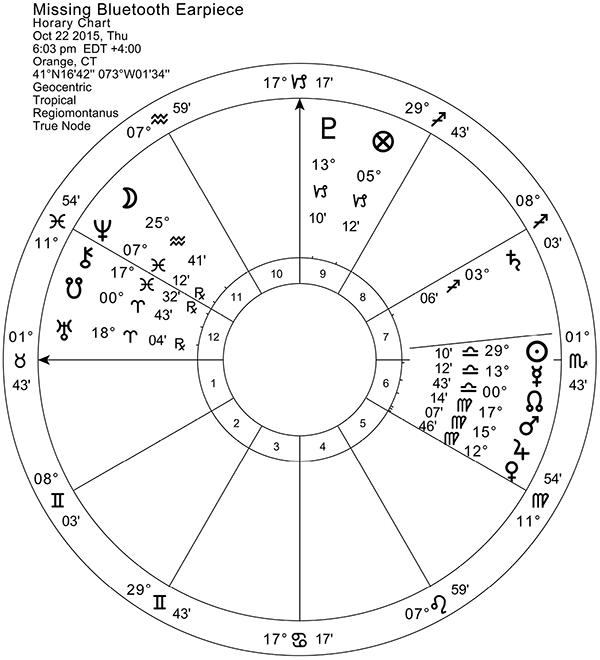 Missing Bluetooth Earpiece
Horary Chart
Oct 22 2015, Thu
6:03 pm EDT +4:00
Orange, CT
41°N16'42" 073°W01'34"
Geocentric
Tropical
Regiomontanus
True Node
17° ♑ 17'
29° ♐ 43'
08° ♐ 03'
01° ♏ 43'
54' ♍ 11°
59' ♌ 07°
17° ♋ 17'
29° ♊ 43'
08° ♊ 03'
01° ♉ 43'
54' ♓ 11°
07° ♒ 59'
♇ 13° ♑ 10'
⊗ 05° ♑ 12'
♄ 03° ♐ 06'
☉ 29° ♎ 10'
☿ 13° ♎ 12'
☊ 00° ♎ 43'
♂ 17° ♍ 14'
♃ 15° ♍ 07'
♀ 12° ♍ 46'
☽ 25° ♒ 41'
♆ 07° ♓ 12' ℞
⚷ 17° ♓ 32' ℞
☋ 00° ♈ 43'
♅ 18° ♈ 04' ℞
1
2
3
4
5
6
7
8
9
10
11
12